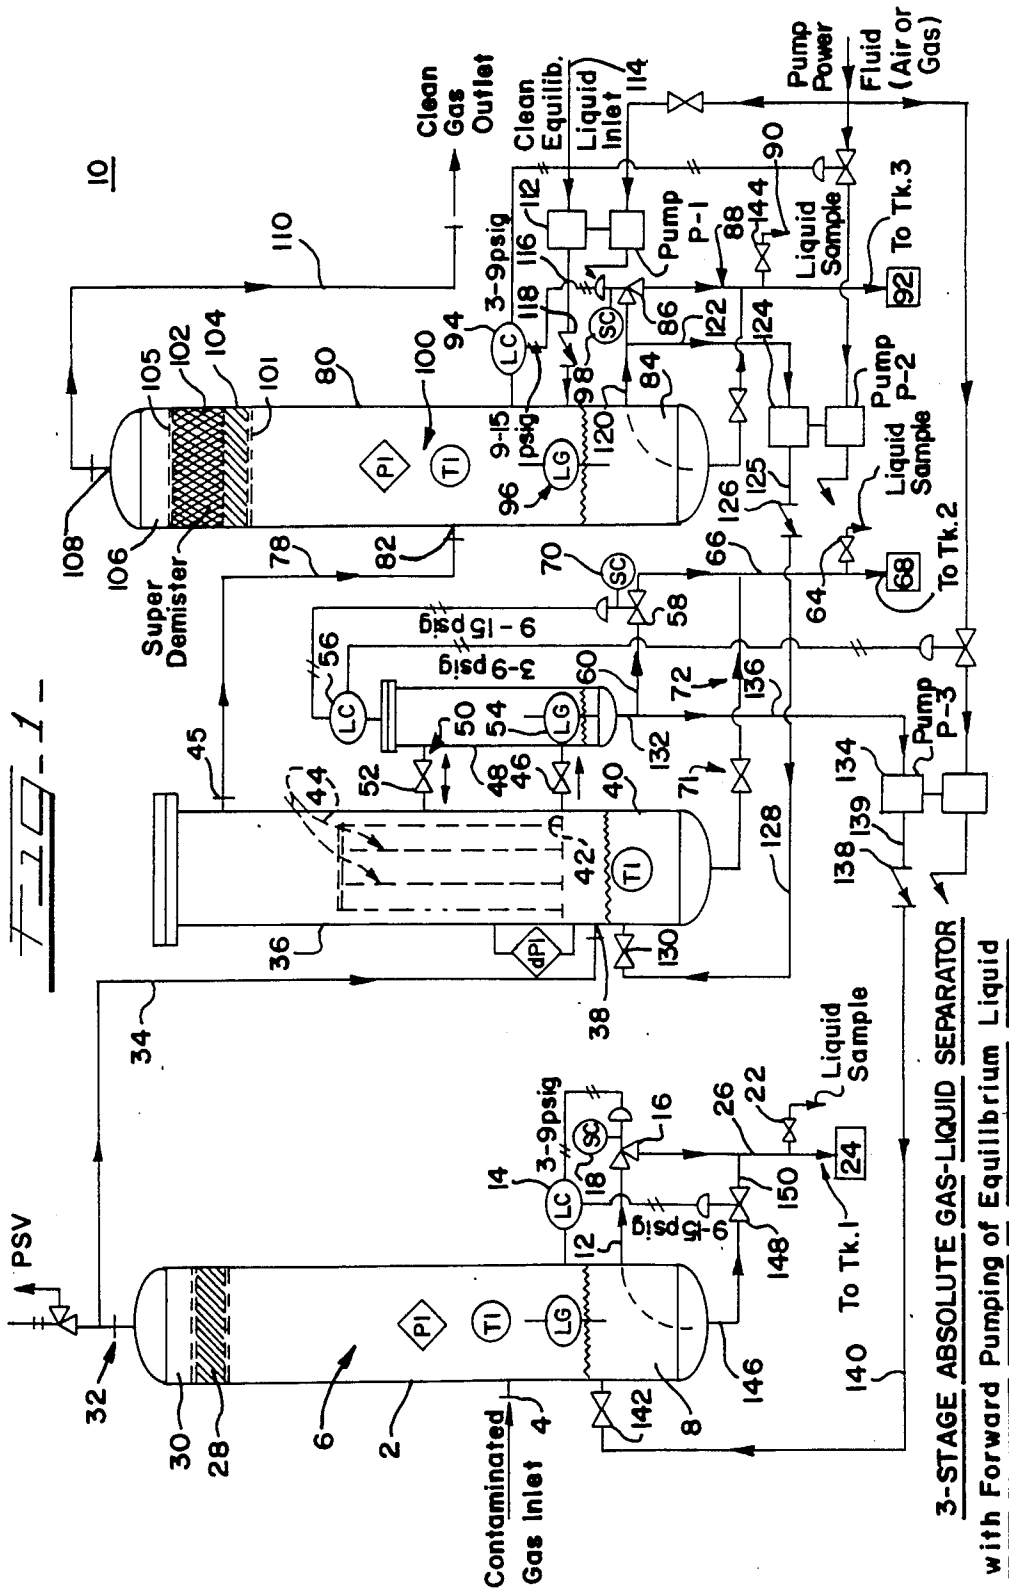 FIG. 1
10
PSV
32
30
28
6
2
Contaminated
Gas Inlet
4
PI
TI
LG
8
142
146
12
14
LC
3-9psig
18
SC
16
9-15
psig
148
150
26
22
Liquid
Sample
24
To Tk.1
140
34
36
dPI
38
130
TI
40
42
44
45
46
48
50
52
54
LG
56
LC
9-15 psig
3-9psig
58
60
SC
70
66
64
Liquid
Sample
68
To Tk.2
71
72
132
136
128
134
Pump
P-3
139
138
78
82
Super
Demister
108
106
105
102
104
101
80
100
PI
TI
LG
96
84
110
Clean
Gas
Outlet
94
LC
3-9psig
9-15
psig
116
118
112
Clean
Equilib.
Liquid
Inlet
114
98
SC
120
86
Pump
P-1
122
88
144
90
Liquid
Sample
92
To Tk.3
124
125
126
Pump
P-2
Pump
Power
Fluid
(Air or
Gas)
3-STAGE ABSOLUTE GAS-LIQUID SEPARATOR
with Forward Pumping of Equilibrium Liquid